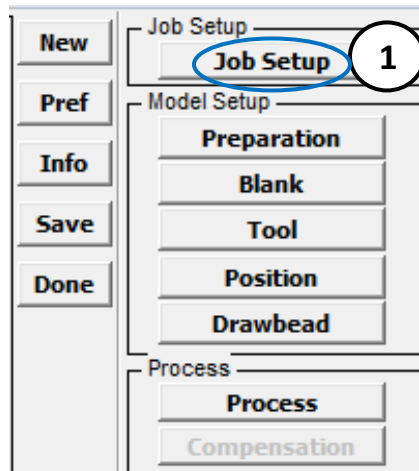 New
Pref
Info
Save
Done
Job Setup
Job Setup
1
Model Setup
Preparation
Blank
Tool
Position
Drawbead
Process
Process
Compensation